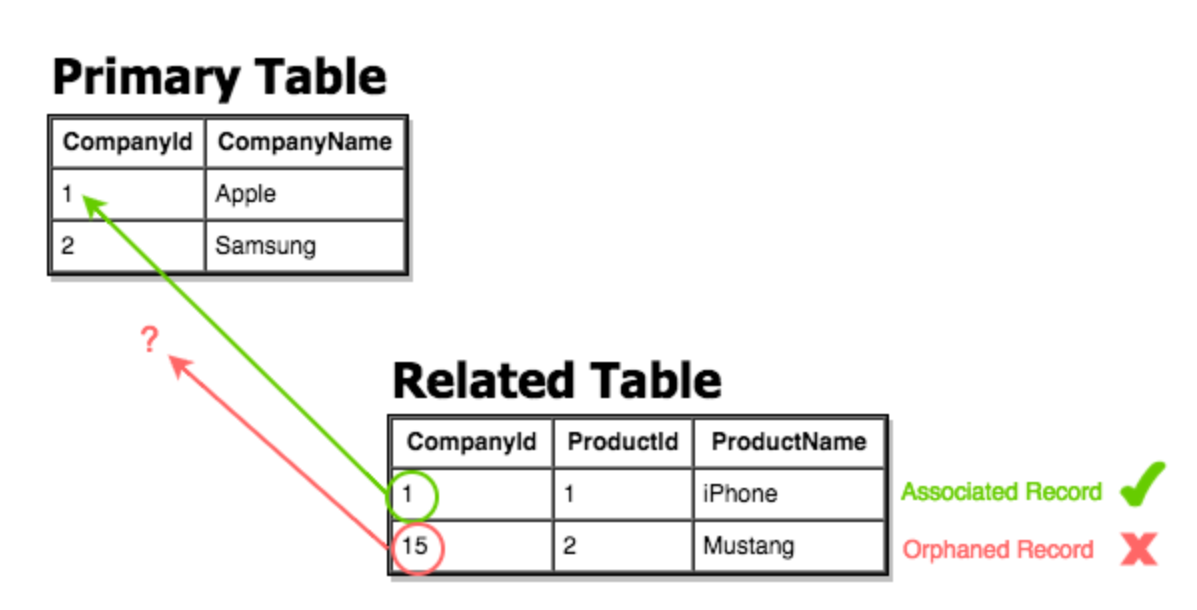 Primary Table
CompanyId CompanyName
1 Apple
2 Samsung
?
Related Table
CompanyId ProductId ProductName
1 1 iPhone Associated Record
15 2 Mustang Orphaned Record